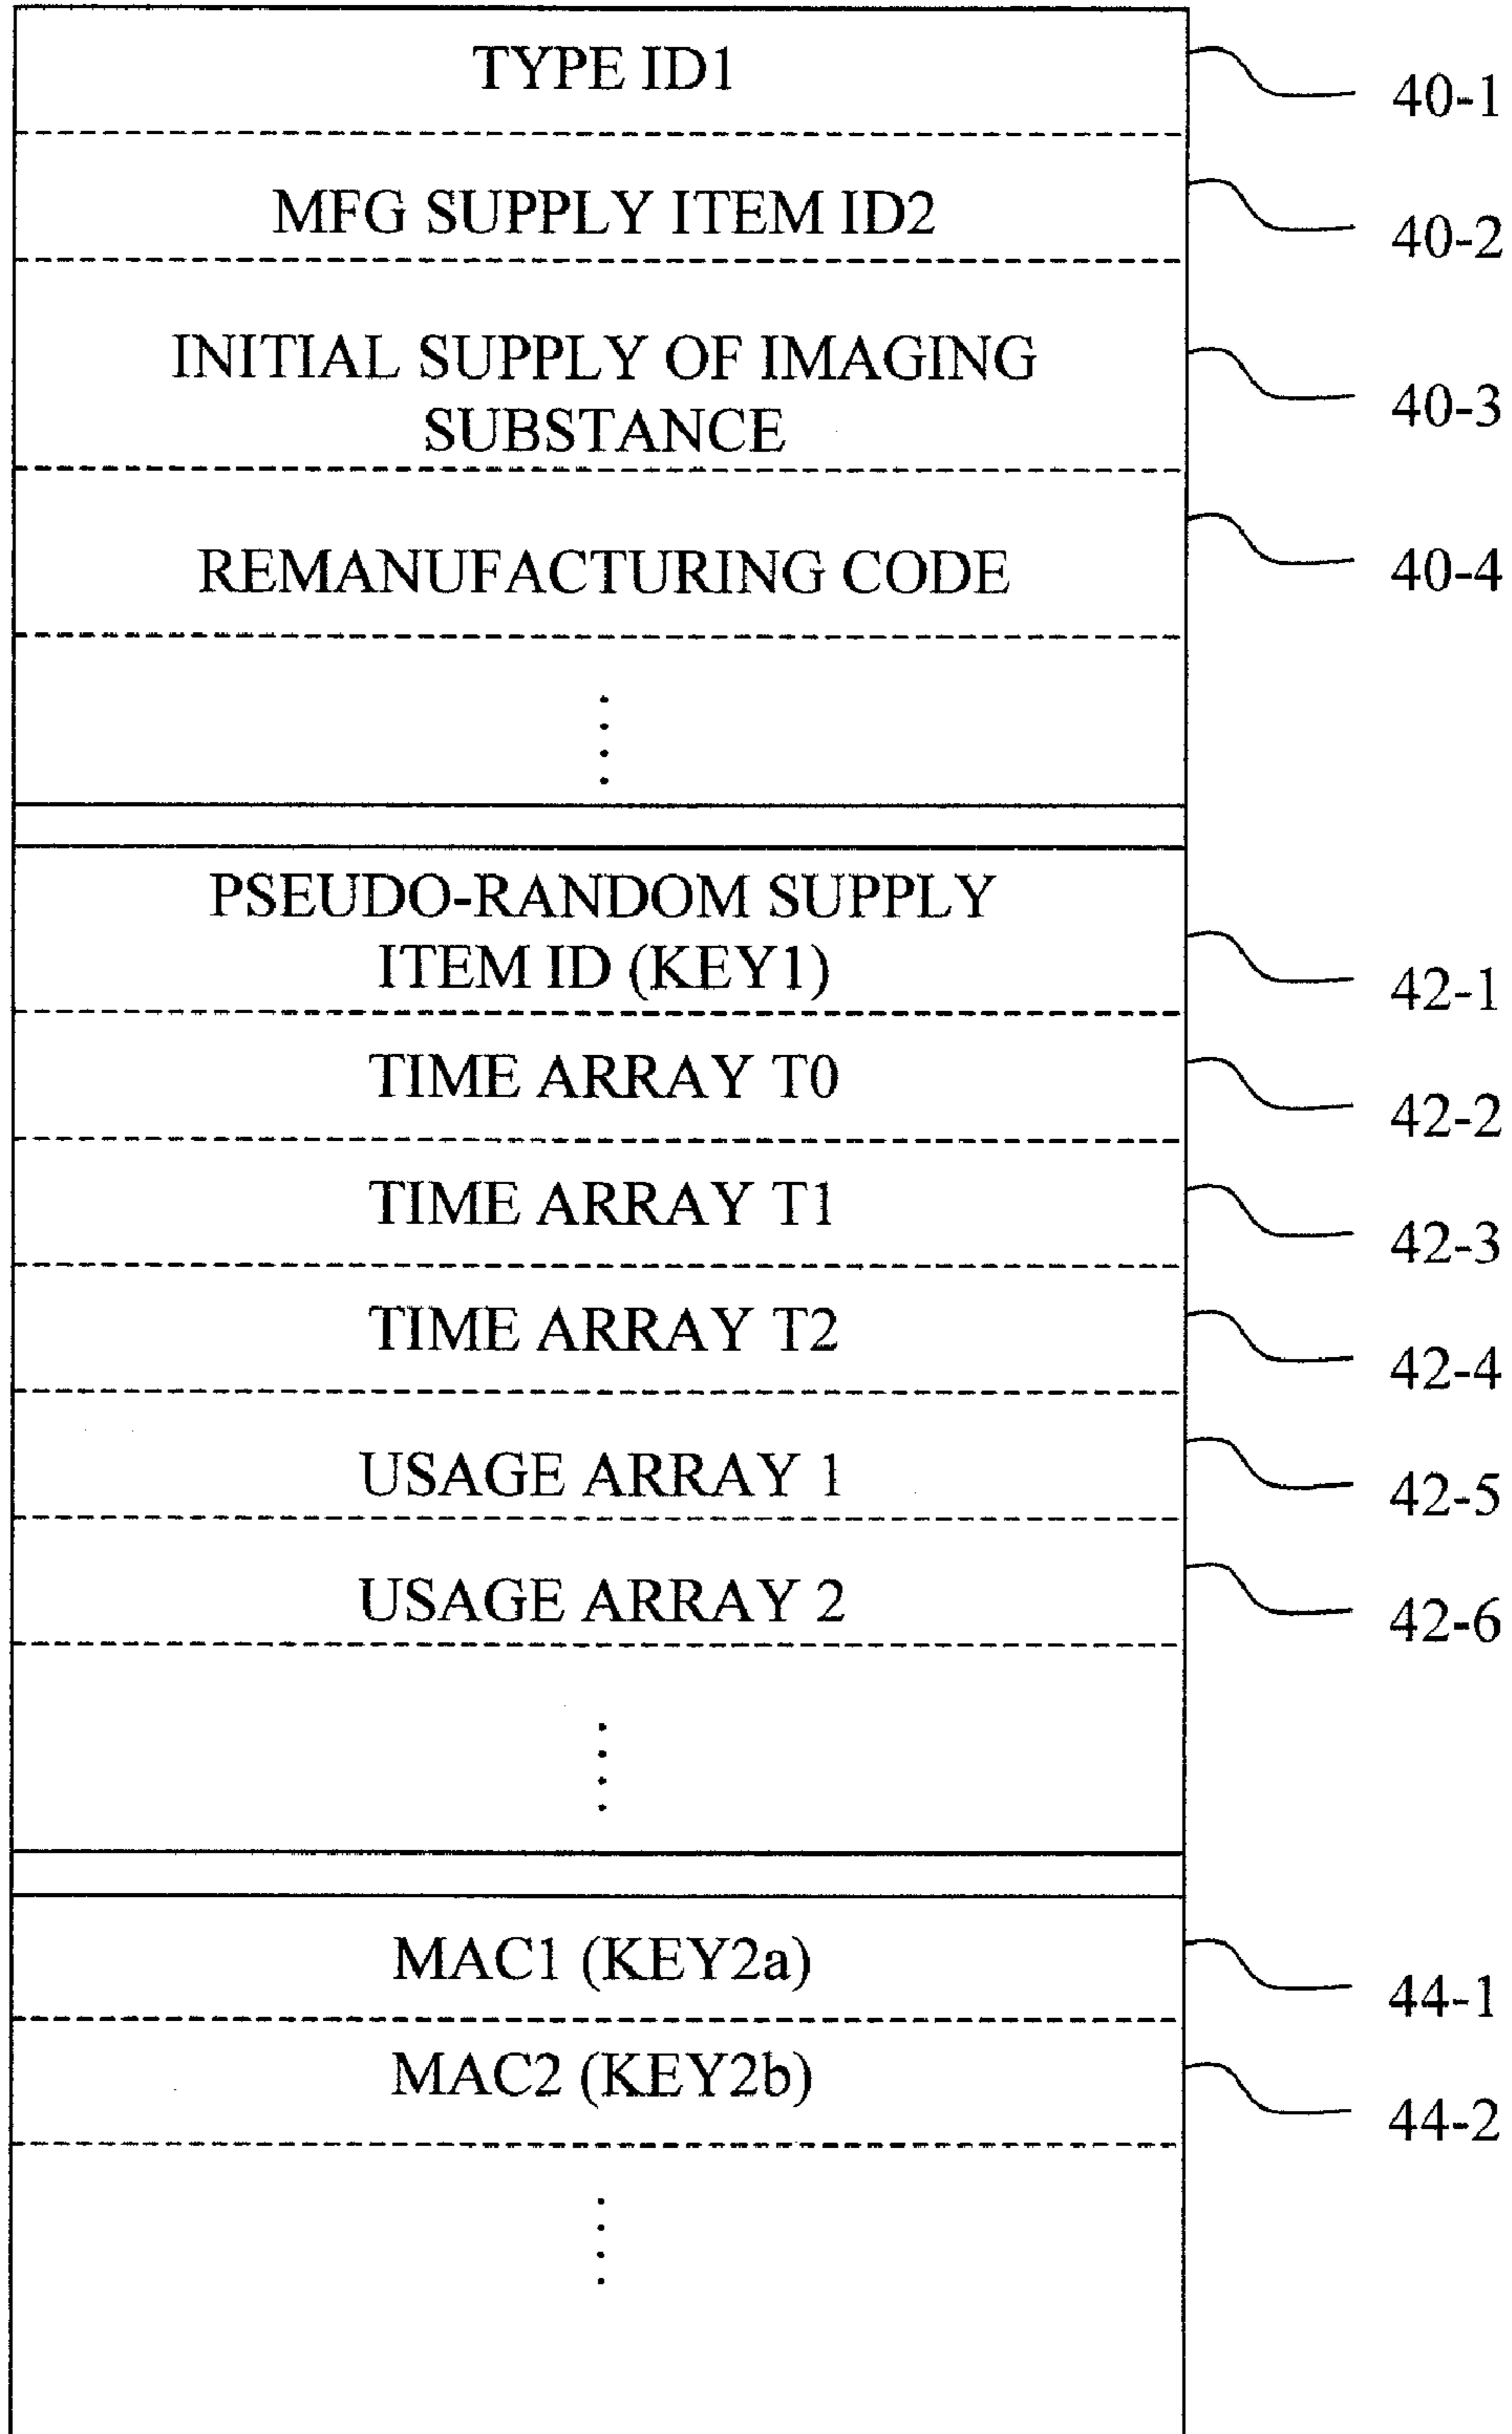 TYPE ID1
40-1
MFG SUPPLY ITEM ID2
40-2
INITIAL SUPPLY OF IMAGING
SUBSTANCE
40-3
REMANUFACTURING CODE
40-4
PSEUDO-RANDOM SUPPLY
ITEM ID (KEY1)
42-1
TIME ARRAY T0
42-2
TIME ARRAY T1
42-3
TIME ARRAY T2
42-4
USAGE ARRAY 1
42-5
USAGE ARRAY 2
42-6
MAC1 (KEY2a)
44-1
MAC2 (KEY2b)
44-2